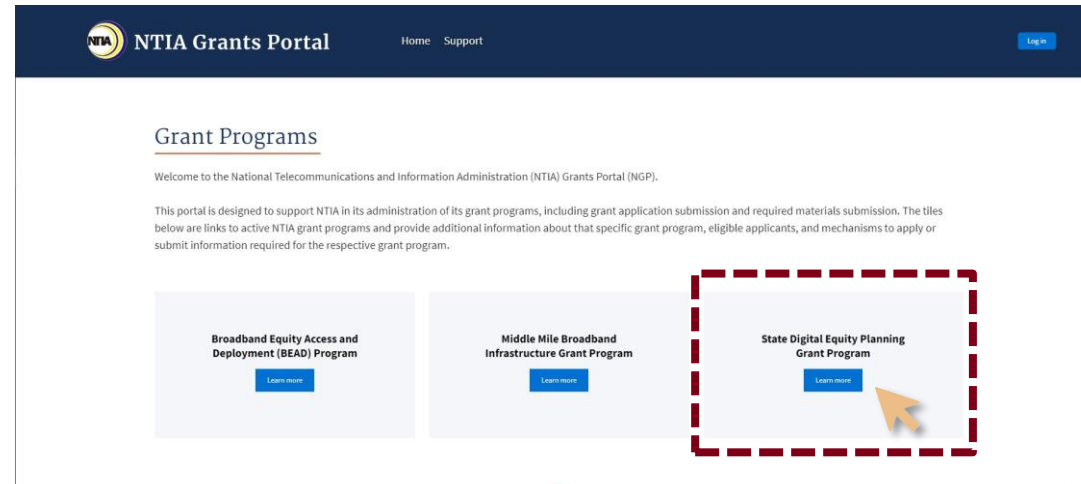 NTIA NTIA Grants Portal Home Support Log in
Grant Programs
Welcome to the National Telecommunications and Information Administration (NTIA) Grants Portal (NGP).
This portal is designed to support NTIA in its administration of its grant programs, including grant application submission and required materials submission. The tiles
below are links to active NTIA grant programs and provide additional information about that specific grant program, eligible applicants, and mechanisms to apply or
submit information required for the respective grant program.
Broadband Equity Access and
Deployment (BEAD) Program
Learn more
Middle Mile Broadband
Infrastructure Grant Program
Learn more
State Digital Equity Planning
Grant Program
Learn more